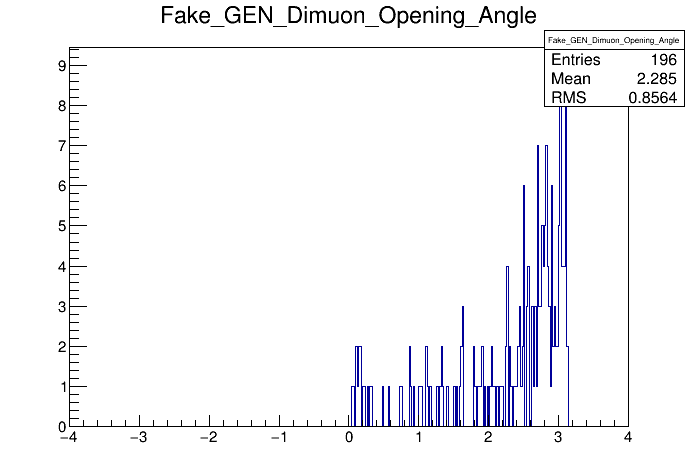 Fake_GEN_Dimuon_Opening_Angle
Fake_GEN_Dimuon_Opening_Angle
Entries 196
Mean 2.285
RMS 0.8564
9
8
7
6
5
4
3
2
1
0
−4 −3 −2 −1 0 1 2 3 4